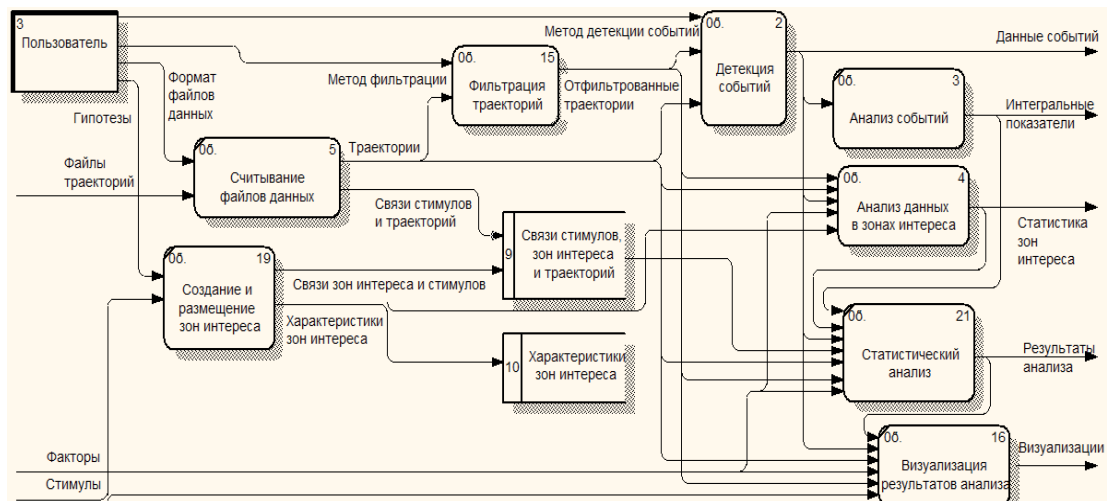 3
Пользователь
Формат
файлов
данных
Гипотезы
Файлы
траекторий
0б.
5
Считывание
файлов данных
0б.
19
Создание и
размещение
зон интереса
Факторы
Стимулы
Метод фильтрации
Траектории
0б.
15
Фильтрация
траекторий
Метод детекции событий
Отфильтрованные
траектории
Связи стимулов
и траекторий
Связи зон интереса и стимулов
Характеристики
зон интереса
9
Связи стимулов,
зон интереса
и траекторий
10
Характеристики
зон интереса
0б.
2
Детекция
событий
0б.
3
Анализ событий
0б.
4
Анализ данных
в зонах интереса
0б.
21
Статистический
анализ
0б.
16
Визуализация
результатов анализа
Данные событий
Интегральные
показатели
Статистика
зон
интереса
Результаты
анализа
Визуализации